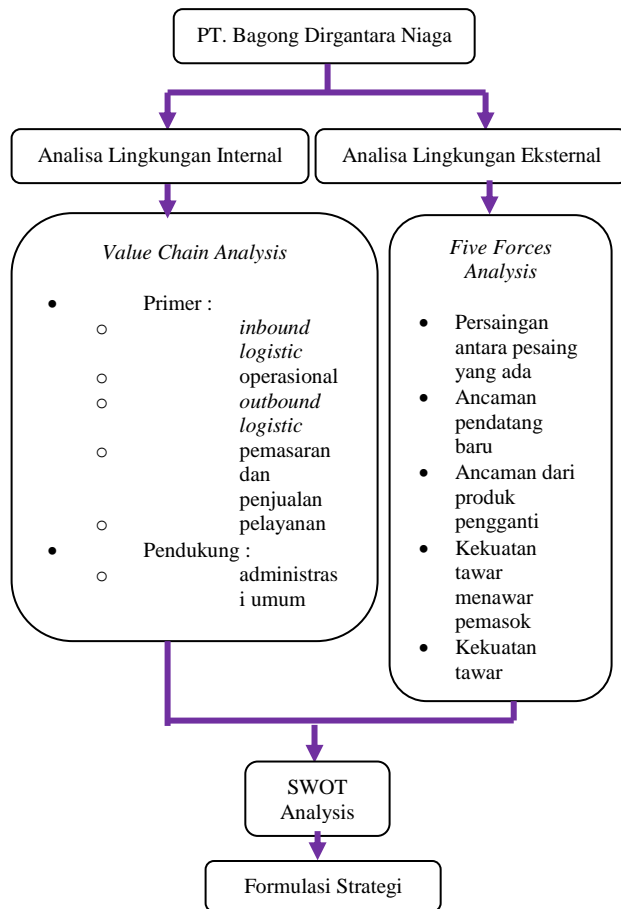 PT. Bagong Dirgantara Niaga
Analisa Lingkungan Internal
Analisa Lingkungan Eksternal
Value Chain Analysis
• Primer :
o inbound
logistic
o operasional
o outbound
logistic
o pemasaran
dan
penjualan
o pelayanan
• Pendukung :
o administras
i umum
Five Forces
Analysis
• Persaingan
antara pesaing
yang ada
• Ancaman
pendatang
baru
• Ancaman dari
produk
pengganti
• Kekuatan
tawar
menawar
pemasok
• Kekuatan
tawar
SWOT
Analysis
Formulasi Strategi